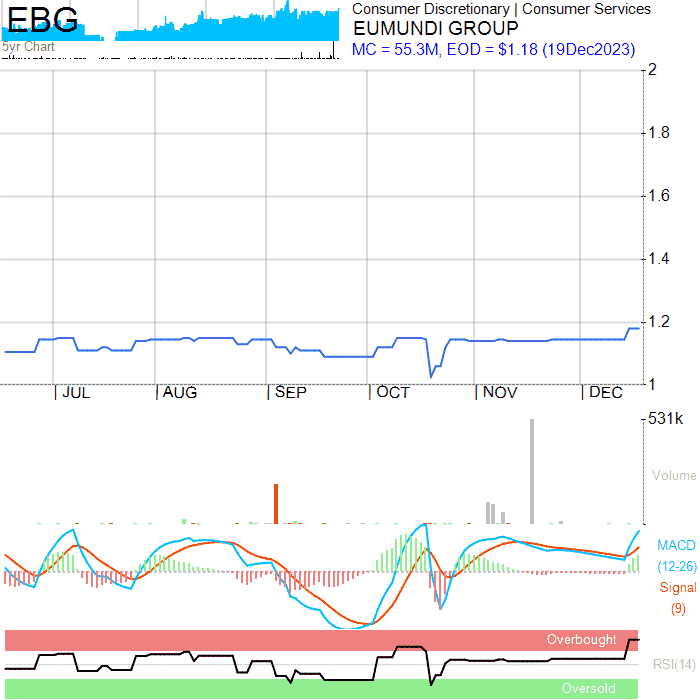 EBG
5yr Chart
Consumer Discretionary | Consumer Services
EUMUNDI GROUP
MC = 55.3M, EOD = $1.18 (19Dec2023)
2
1.8
1.6
1.4
1.2
1
JUL
AUG
SEP
OCT
NOV
DEC
531k
Volume
MACD
(12-26)
Signal
(9)
Overbought
RSI(14)
Oversold